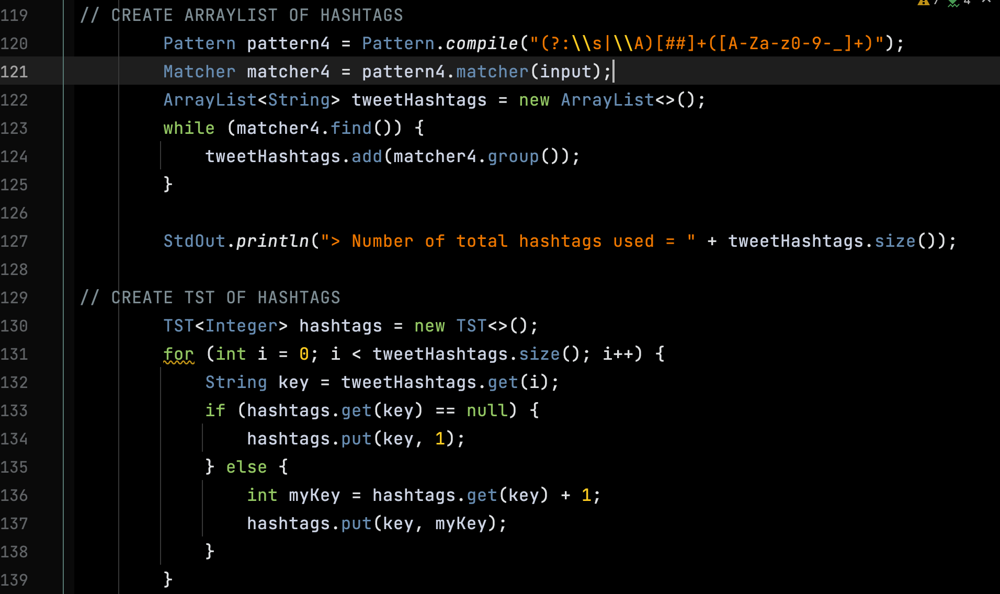 119 // CREATE ARRAYLIST OF HASHTAGS
120 Pattern pattern4 = Pattern.compile("(?:\\s|\\A)[##]+([A-Za-z0-9-_]+)");
121 Matcher matcher4 = pattern4.matcher(input);
122 ArrayList<String> tweetHashtags = new ArrayList<>();
123 while (matcher4.find()) {
124 tweetHashtags.add(matcher4.group());
125 }
126
127 StdOut.println("> Number of total hashtags used = " + tweetHashtags.size());
128
129 // CREATE TST OF HASHTAGS
130 TST<Integer> hashtags = new TST<>();
131 for (int i = 0; i < tweetHashtags.size(); i++) {
132 String key = tweetHashtags.get(i);
133 if (hashtags.get(key) == null) {
134 hashtags.put(key, 1);
135 } else {
136 int myKey = hashtags.get(key) + 1;
137 hashtags.put(key, myKey);
138 }
139 }